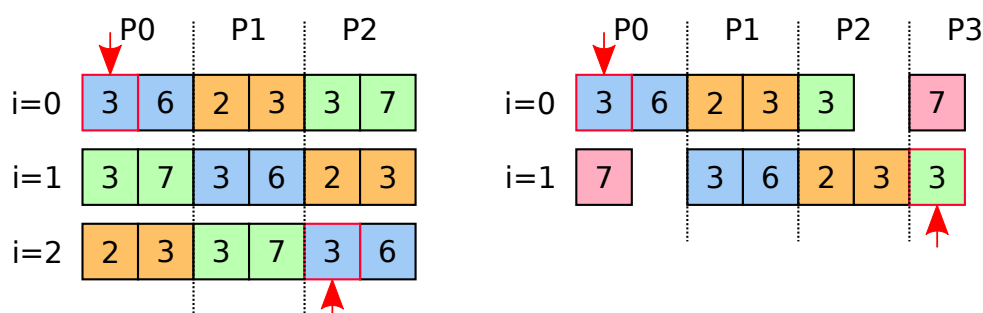 P0 P1 P2
i=0 3 6 2 3 3 7
i=1 3 7 3 6 2 3
i=2 2 3 3 7 3 6
P0 P1 P2 P3
i=0 3 6 2 3 3 7
i=1 7 3 6 2 3 3